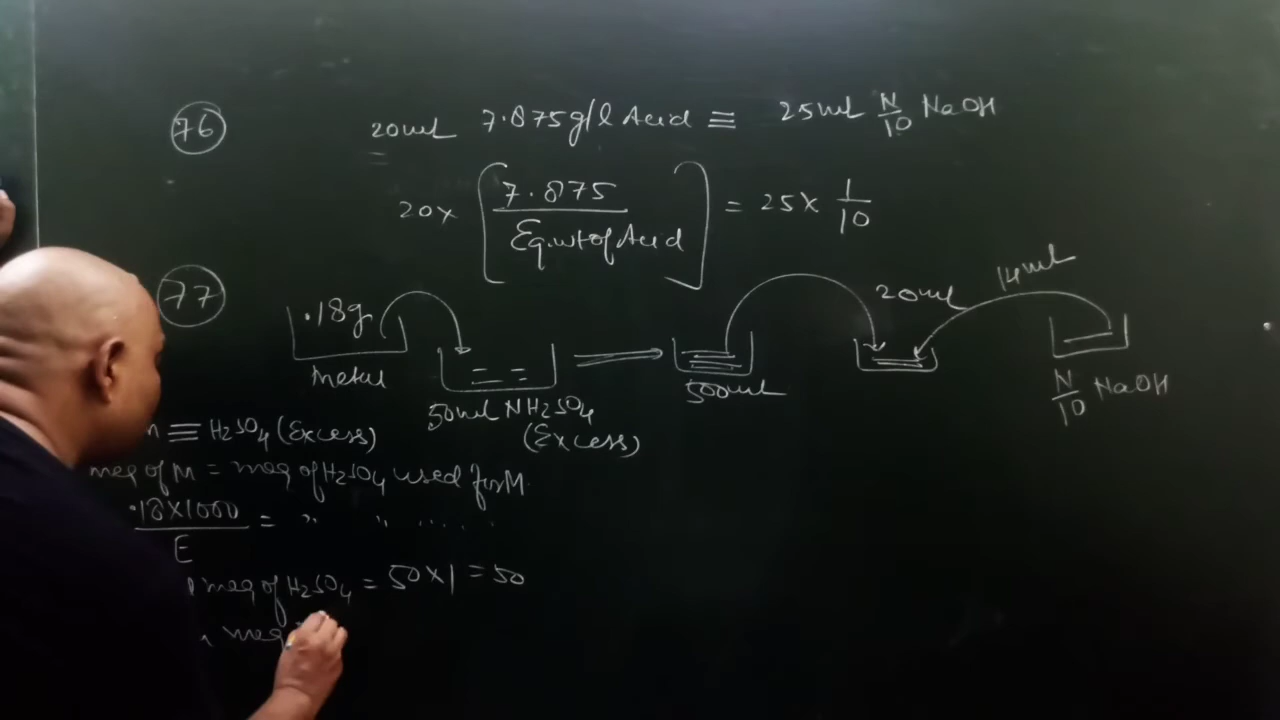 76
20ml 7.875g/l Acid ≡ 25ml N/10 NaOH
20x [7.875 / Eq.wt of Acid] = 25 x 1/10
77
.18g
metal
50ml NH2SO4
(Excess)
500ml
20ml
14ml
N/10 NaOH
≡ H2SO4 (Excess)
meq of M = meq of H2SO4 used for M
.18x1000 / E = " " .....
meq of H2SO4 = 50x1 = 50
meq